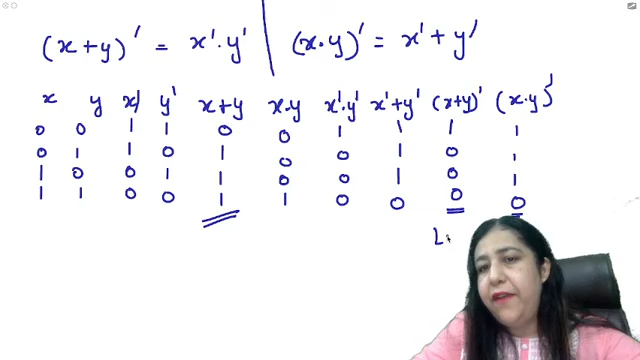 (x+y)' = x'·y' | (x·y)' = x' + y'
x y x' y' x+y x·y x'·y' x'+y' (x+y)' (x·y)'
0 0 1 1 0 0 1 1 1 1
0 1 1 0 1 0 0 1 0 1
1 0 0 1 1 0 0 1 0 1
1 1 0 0 1 1 0 0 0 0
L